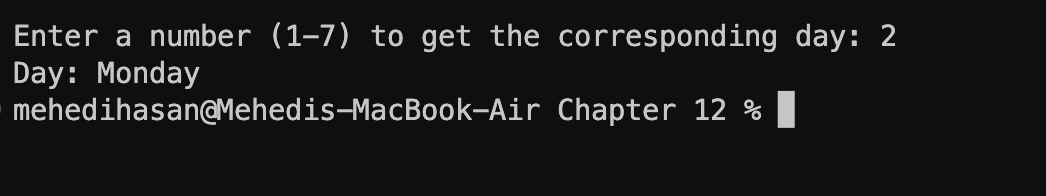 Enter a number (1–7) to get the corresponding day: 2
Day: Monday
mehedihasan@Mehedis–MacBook–Air Chapter 12 %